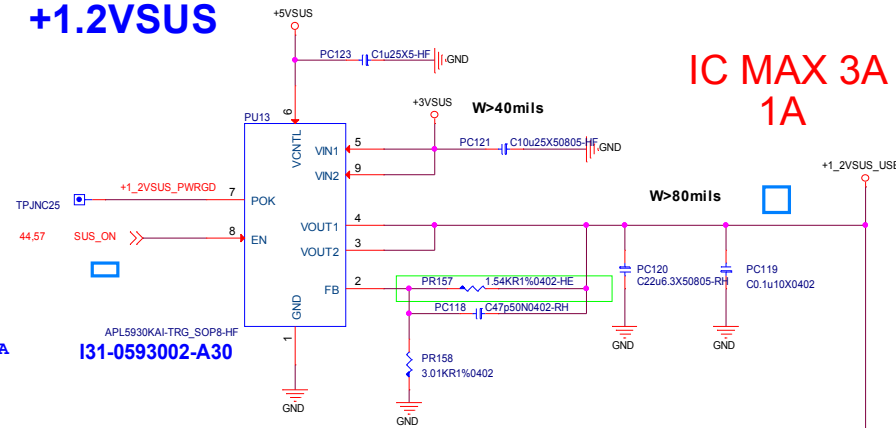 +1.2VSUS
+5VSUS
PC123
C1u25X5-HF
GND
IC MAX 3A
1A
+3VSUS
W>40mils
PU13
6
VCNTL
VIN1
5
PC121
C10u25X50805-HF
GND
VIN2
9
+1_2VSUS_USB
W>80mils
TPJNC25
+1_2VSUS_PWRGD
7
POK
44,57
SUS_ON
8
EN
VOUT1
4
VOUT2
3
PC120
C22u6.3X50805-RH
PC119
C0.1u10X0402
FB
2
PR157
1.54KR1%0402-HE
PC118
C47p50N0402-RH
GND
1
APL5930KAI-TRG_SOP8-HF
A
I31-0593002-A30
PR158
3.01KR1%0402
GND
GND
GND
GND